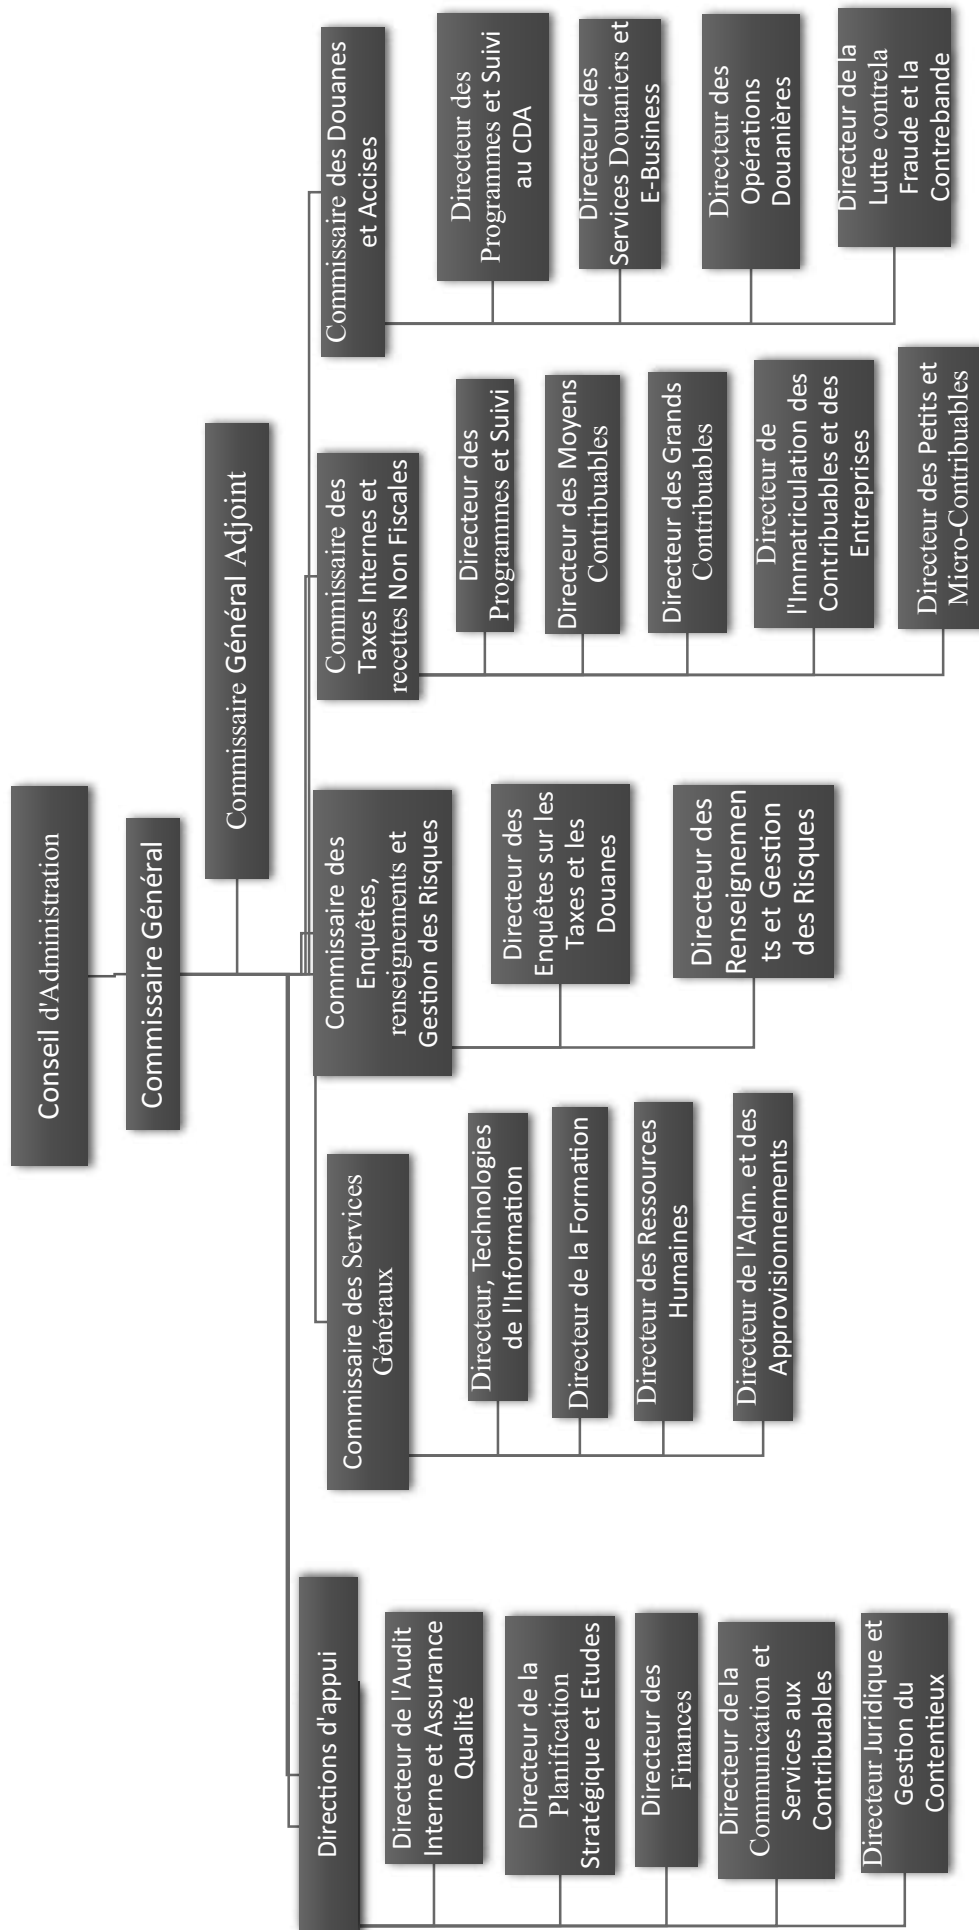 Conseil d'Administration
Commissaire Général
Commissaire Général Adjoint
Directions d'appui
Directeur de l'Audit
Interne et Assurance
Qualité
Directeur de la
Planification
Stratégique et Etudes
Directeur des
Finances
Directeur de la
Communication et
Services aux
Contribuables
Directeur Juridique et
Gestion du
Contentieux
Commissaire des Services
Généraux
Directeur, Technologies
de l'Information
Directeur de la Formation
Directeur des Ressources
Humaines
Directeur de l'Adm. et des
Approvisionnements
Commissaire des
Enquêtes,
renseignements et
Gestion des Risques
Directeur des
Enquêtes sur les
Taxes et les
Douanes
Directeur des
Renseignemen
ts et Gestion
des Risques
Commissaire des
Taxes Internes et
recettes Non Fiscales
Directeur des
Programmes et Suivi
Directeur des Moyens
Contribuables
Directeur des Grands
Contribuables
Directeur de
l'Immatriculation des
Contribuables et des
Entreprises
Directeur des Petits et
Micro-Contribuables
Commissaire des Douanes
et Accises
Directeur des
Programmes et Suivi
au CDA
Directeur des
Services Douaniers et
E-Business
Directeur des
Opérations
Douanières
Directeur de la
Lutte contrela
Fraude et la
Contrebande